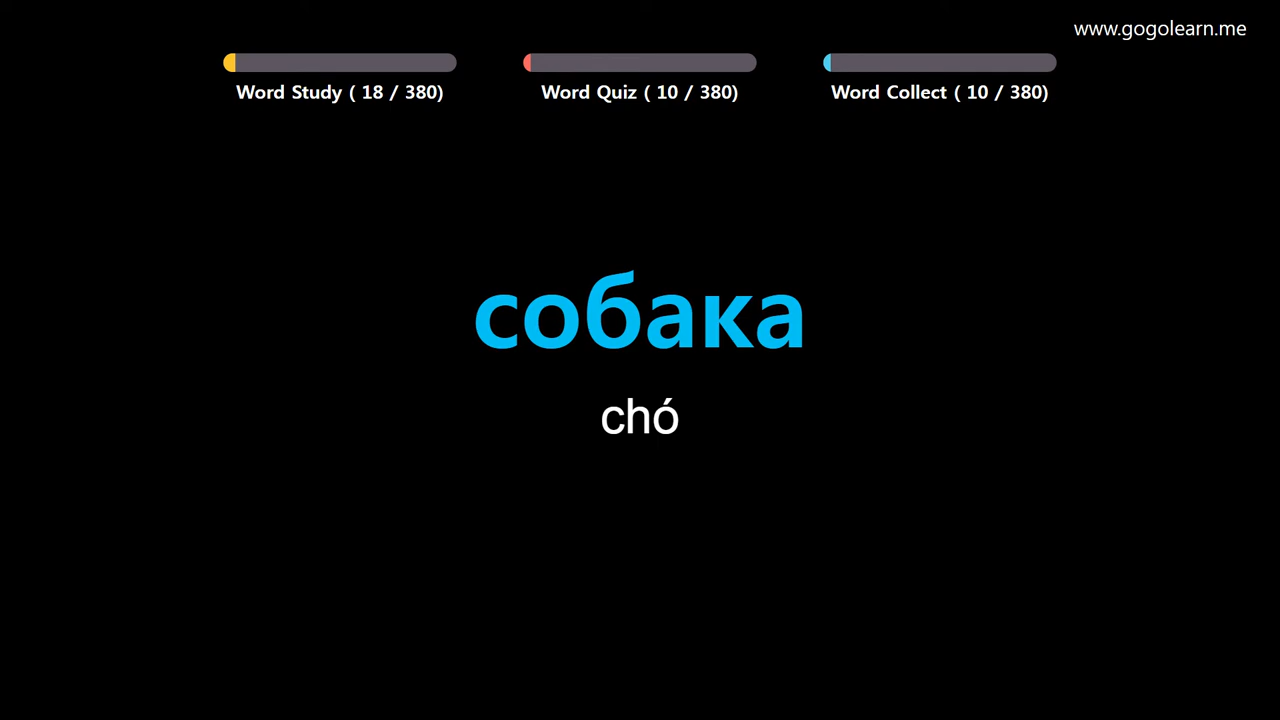 www.gogolearn.me
Word Study ( 18 / 380)
Word Quiz ( 10 / 380)
Word Collect ( 10 / 380)
собака
chó